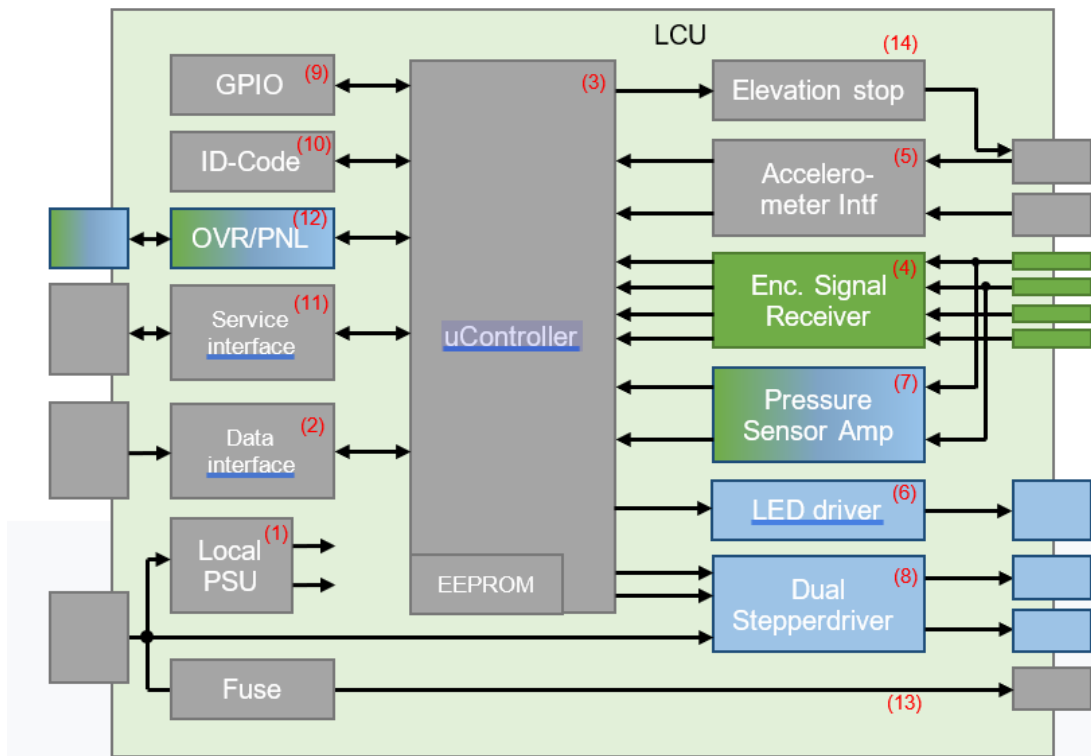 LCU
(14)
GPIO
(9)
(3)
Elevation stop
ID-Code
(10)
(5)
Accelero-
meter Intf
OVR/PNL
(12)
(4)
Enc. Signal
Receiver
(11)
Service
interface
uController
(7)
Pressure
Sensor Amp
(2)
Data
interface
(6)
LED driver
(1)
Local
PSU
EEPROM
(8)
Dual
Stepperdriver
Fuse
(13)